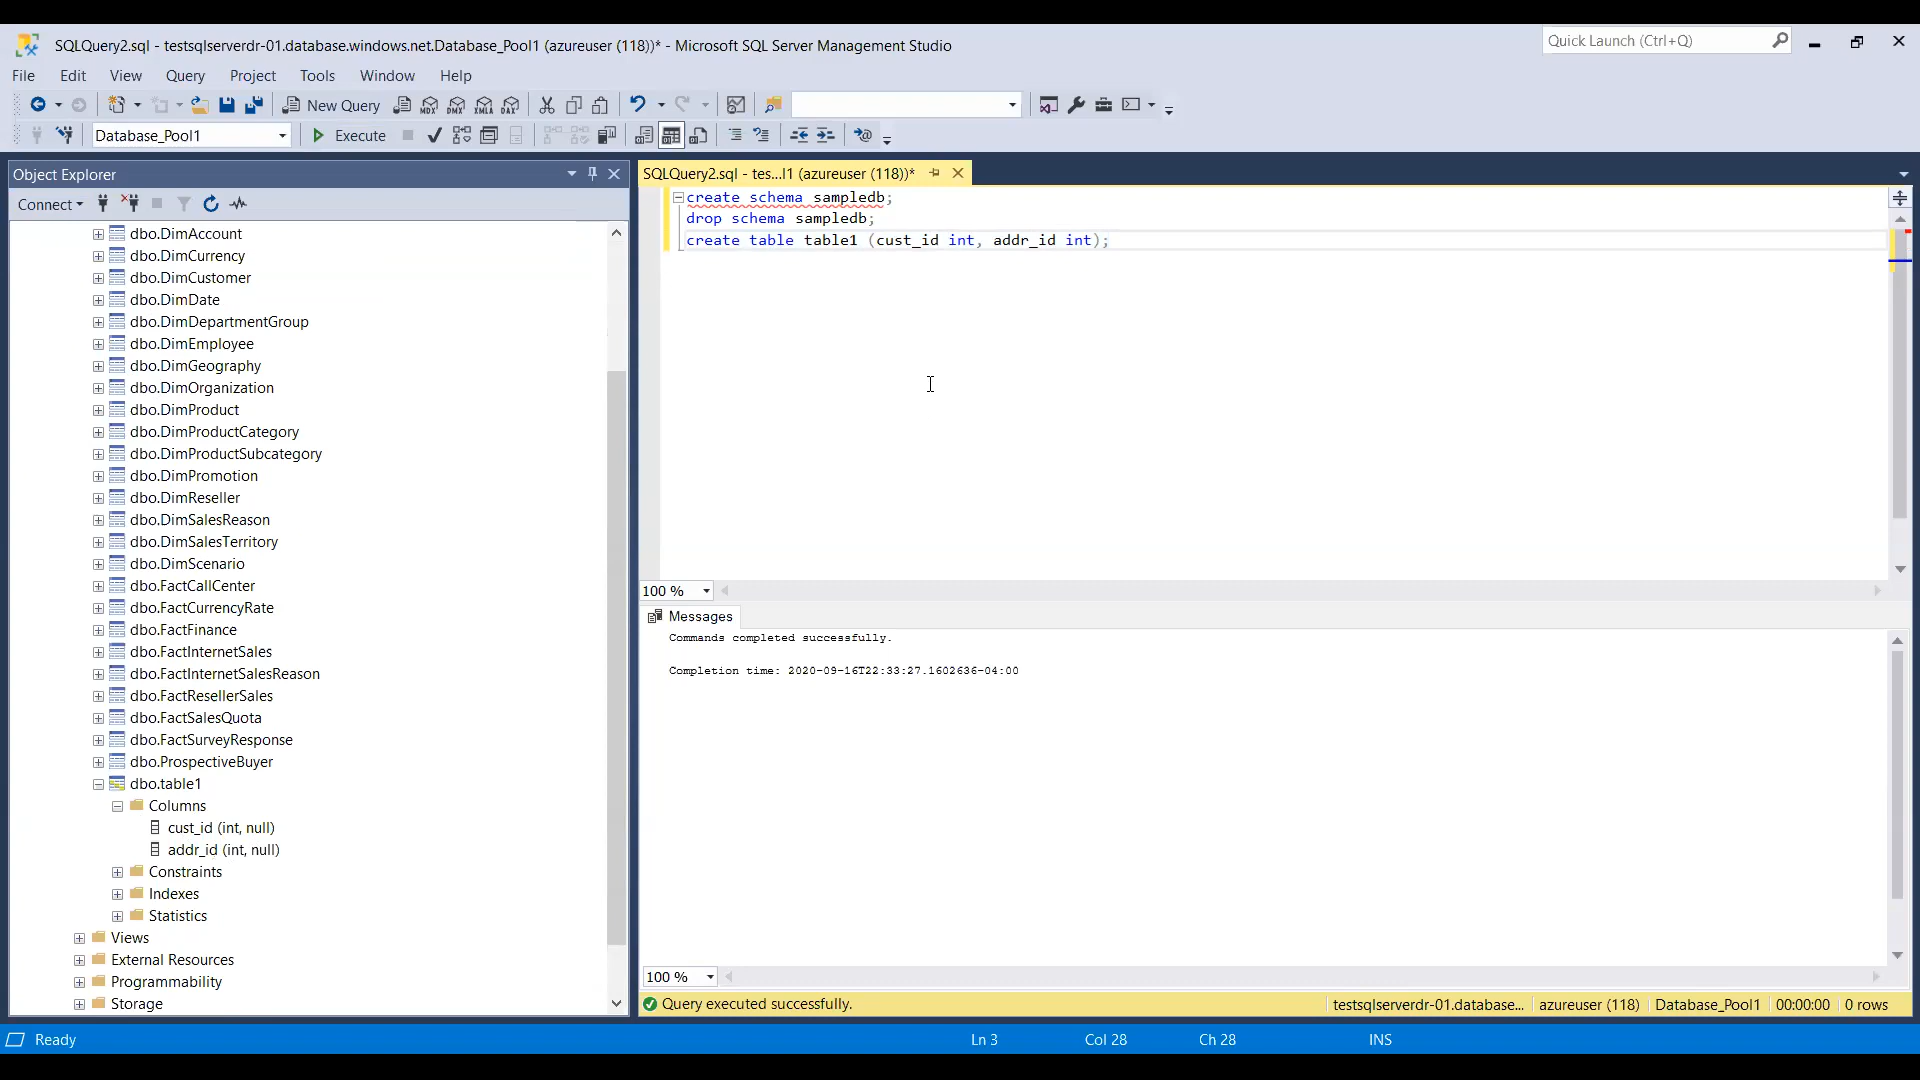 SQLQuery2.sql - testsqlserverdr-01.database.windows.net.Database_Pool1 (azureuser (118))* - Microsoft SQL Server Management Studio
Quick Launch (Ctrl+Q)
File Edit View Query Project Tools Window Help
New Query
MDX DMX XMLA DAX
Database_Pool1
Execute
Object Explorer
SQLQuery2.sql - tes...l1 (azureuser (118))*
Connect
create schema sampledb;
drop schema sampledb;
create table table1 (cust_id int, addr_id int);
dbo.DimAccount
dbo.DimCurrency
dbo.DimCustomer
dbo.DimDate
dbo.DimDepartmentGroup
dbo.DimEmployee
dbo.DimGeography
dbo.DimOrganization
dbo.DimProduct
dbo.DimProductCategory
dbo.DimProductSubcategory
dbo.DimPromotion
dbo.DimReseller
dbo.DimSalesReason
dbo.DimSalesTerritory
dbo.DimScenario
dbo.FactCallCenter
dbo.FactCurrencyRate
dbo.FactFinance
dbo.FactInternetSales
dbo.FactInternetSalesReason
dbo.FactResellerSales
dbo.FactSalesQuota
dbo.FactSurveyResponse
dbo.ProspectiveBuyer
dbo.table1
Columns
cust_id (int, null)
addr_id (int, null)
Constraints
Indexes
Statistics
Views
External Resources
Programmability
Storage
100 %
Messages
Commands completed successfully.
Completion time: 2020-09-16T22:33:27.1602636-04:00
100 %
Query executed successfully.
testsqlserverdr-01.database... azureuser (118) Database_Pool1 00:00:00 0 rows
Ready
Ln 3 Col 28 Ch 28 INS